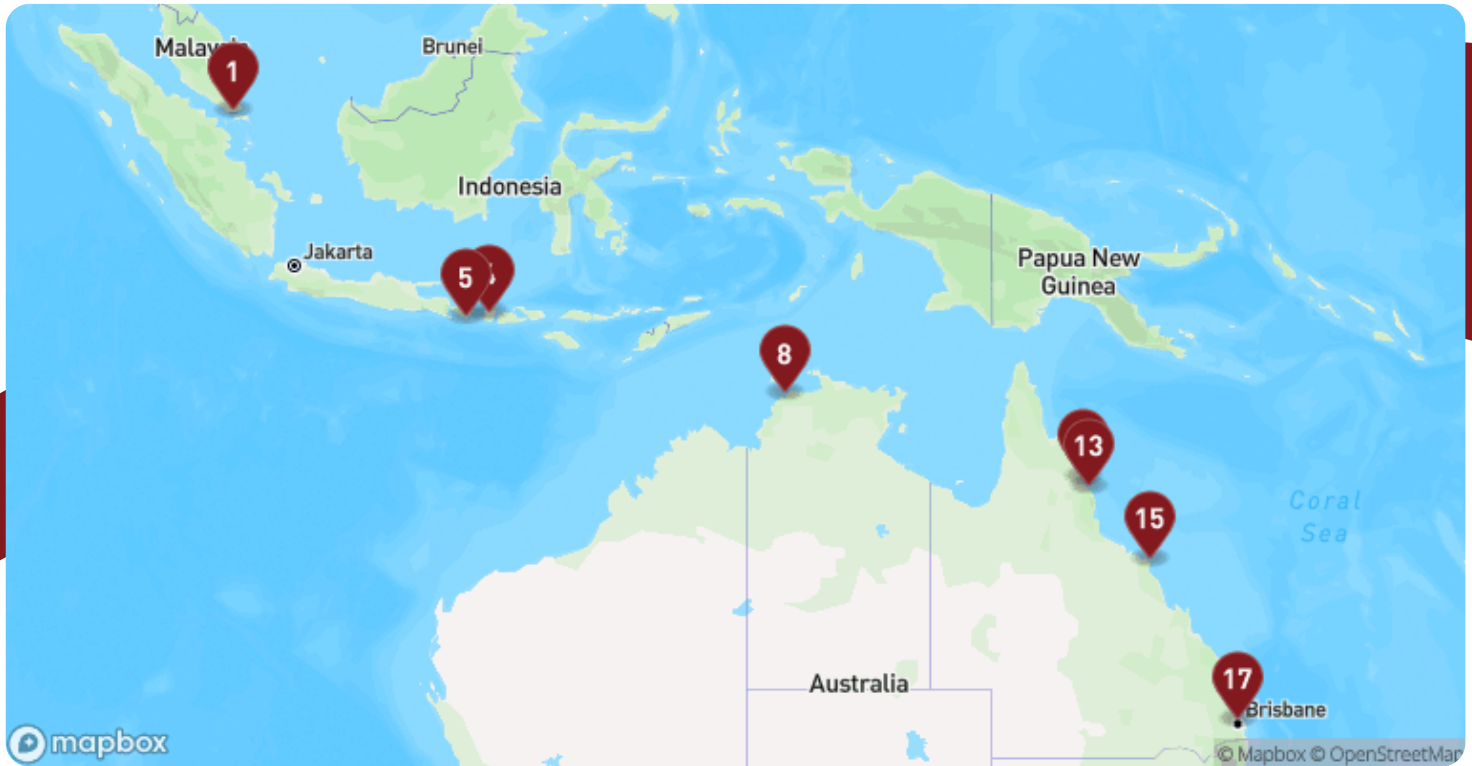 Brunei
1
Indonesia
Jakarta
5
Papua New
Guinea
8
13
15
Coral
Sea
Australia
17
Brisbane
mapbox
© Mapbox © OpenStreetMap